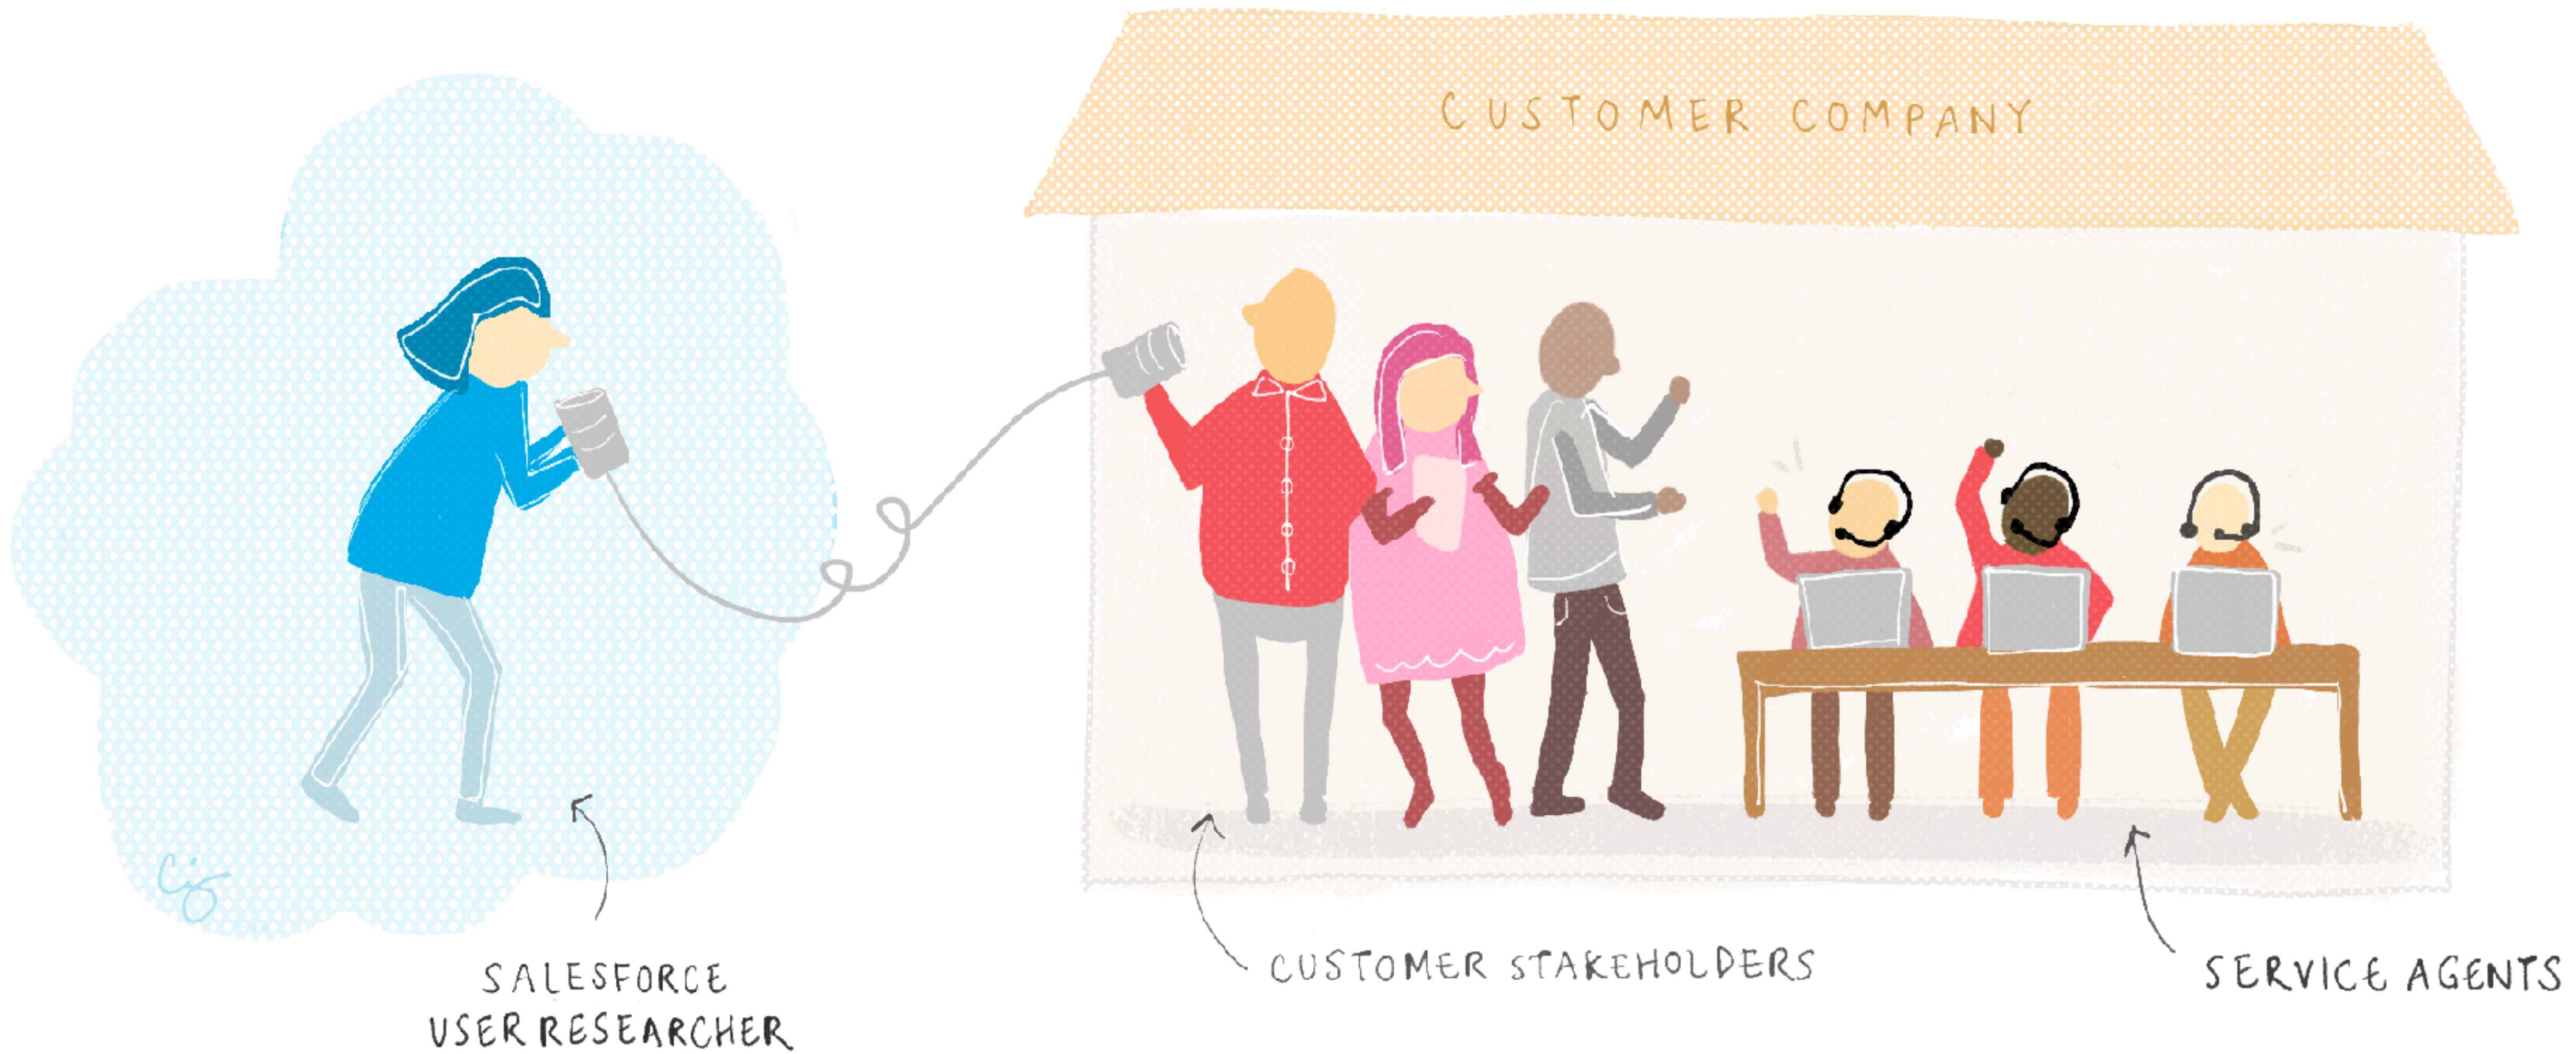 CUSTOMER COMPANY
SALESFORCE
USER RESEARCHER
CUSTOMER STAKEHOLDERS
SERVICE AGENTS